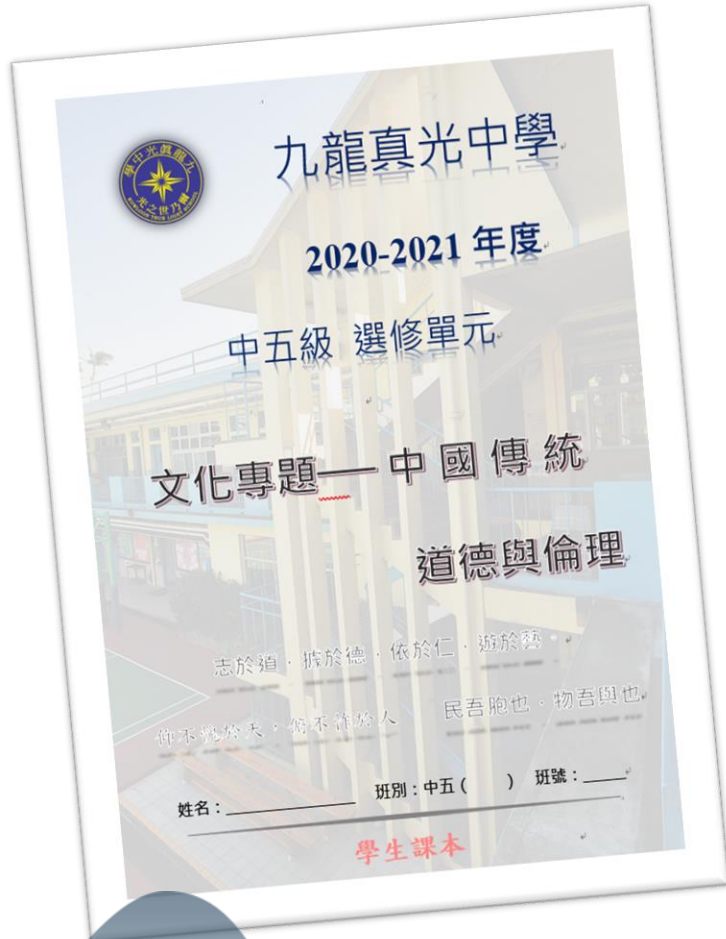 九龍真光中學
2020-2021 年度
中五級 選修單元
文化專題── 中 國 傳 統
道德與倫理
志於道，據於德，依於仁，遊於藝。
仰不愧於天，俯不怍於人 民吾胞也，物吾與也
姓名：____________ 班別：中五 ( ) 班號：____
學生課本